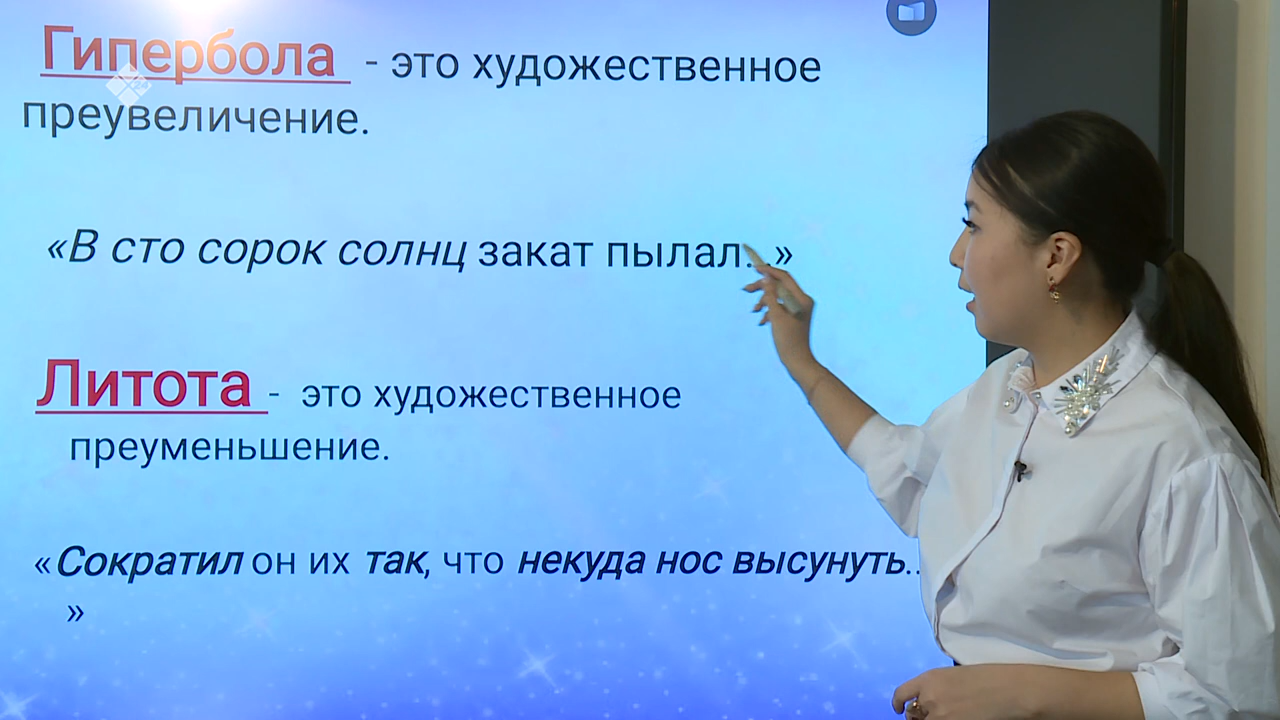 Гипербола - это художественное
преувеличение.
«В сто сорок солнц закат пылал...»
Литота - это художественное
преуменьшение.
«Сократил он их так, что некуда нос высунуть..
»